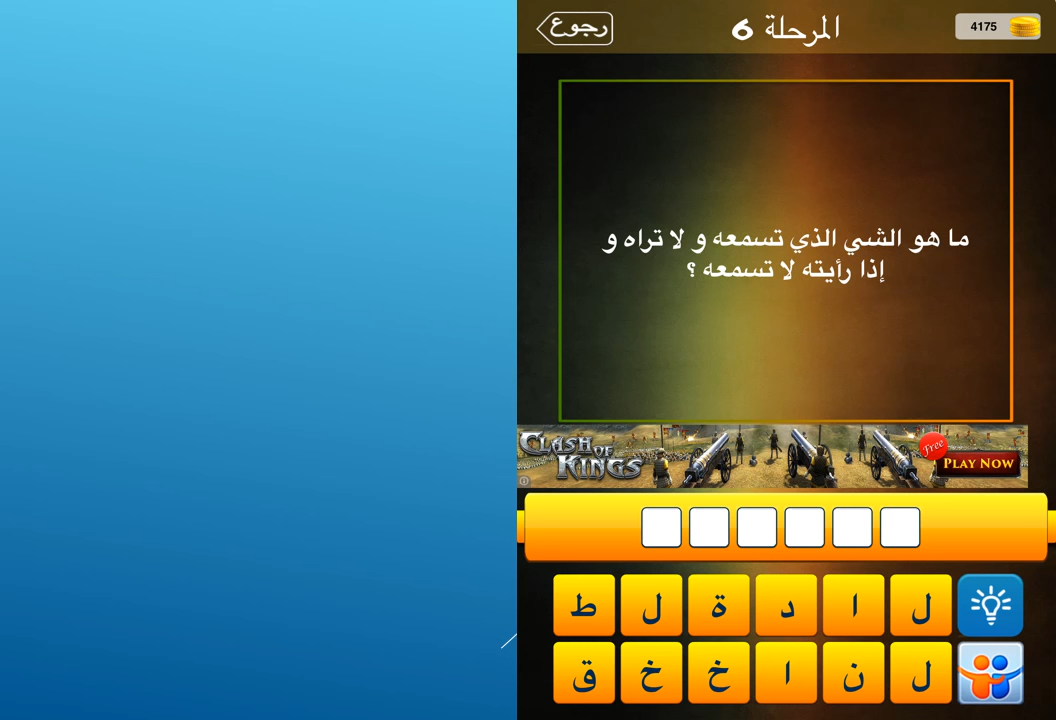 رجوع
المرحلة 6
4175
ما هو الشي الذي تسمعه و لا تراه و
إذا رأيته لا تسمعه ؟
CLASH OF KINGS
Free
PLAY NOW
ل ا د ة ل ط
ل ن ا خ خ ق